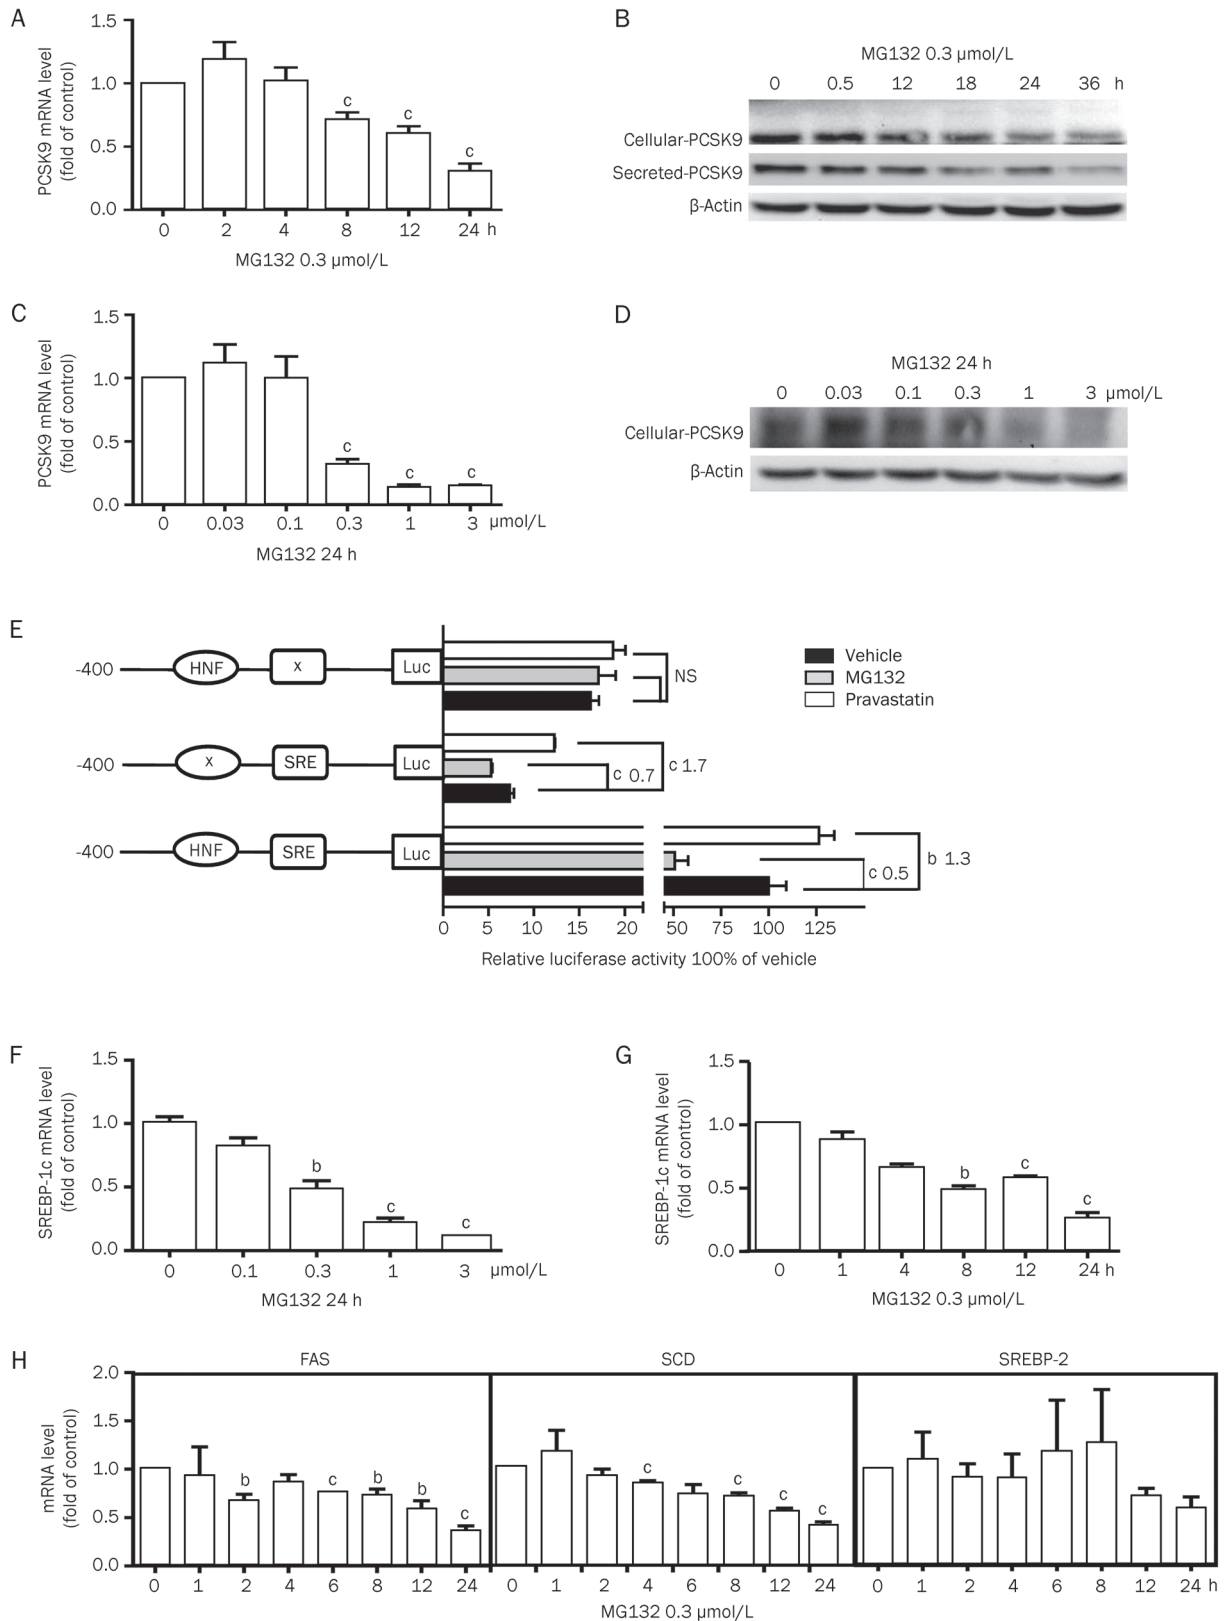 A
PCSK9 mRNA level
(fold of control)
1.5
1.0
0.5
0.0
c
c
c
0 2 4 8 12 24 h
MG132 0.3 μmol/L
B
MG132 0.3 μmol/L
0 0.5 12 18 24 36 h
Cellular-PCSK9
Secreted-PCSK9
β-Actin
C
PCSK9 mRNA level
(fold of control)
1.5
1.0
0.5
0.0
c
c
c
0 0.03 0.1 0.3 1 3 μmol/L
MG132 24 h
D
MG132 24 h
0 0.03 0.1 0.3 1 3 μmol/L
Cellular-PCSK9
β-Actin
E
-400 HNF x Luc
NS
Vehicle
MG132
Pravastatin
-400 x SRE Luc
c 0.7
c 1.7
-400 HNF SRE Luc
c 0.5
b 1.3
0 5 10 15 20 50 75 100 125
Relative luciferase activity 100% of vehicle
F
SREBP-1c mRNA level
(fold of control)
1.5
1.0
0.5
0.0
b
c
c
0 0.1 0.3 1 3 μmol/L
MG132 24 h
G
SREBP-1c mRNA level
(fold of control)
1.5
1.0
0.5
0.0
b
c
c
0 1 4 8 12 24 h
MG132 0.3 μmol/L
H
FAS SCD SREBP-2
mRNA level
(fold of control)
2.0
1.5
1.0
0.5
0.0
b c b b c
c c c c
0 1 2 4 6 8 12 24 0 1 2 4 6 8 12 24 0 1 2 4 6 8 12 24 h
MG132 0.3 μmol/L